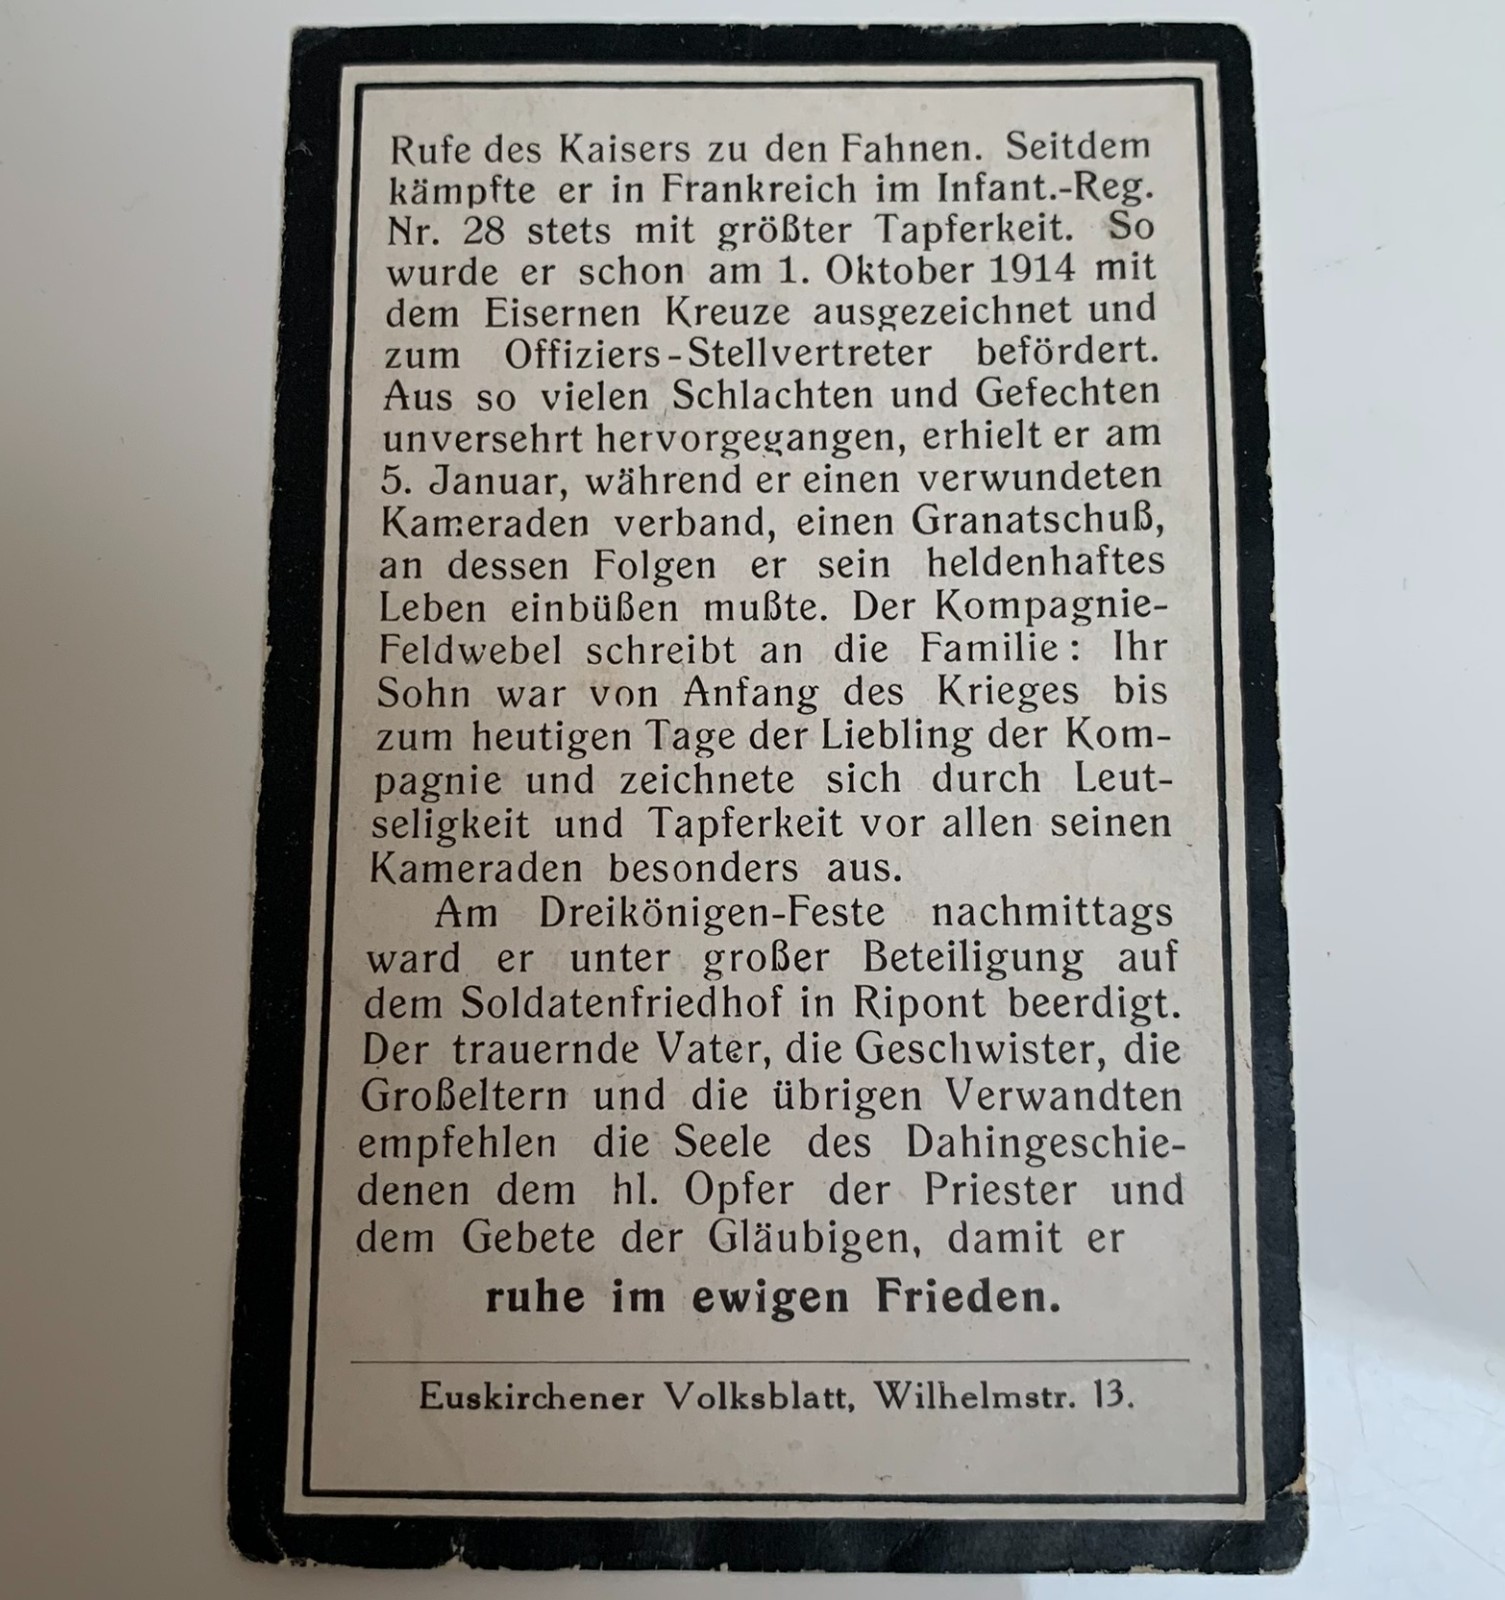 Rufe des Kaisers zu den Fahnen. Seitdem
kämpfte er in Frankreich im Infant.-Reg.
Nr. 28 stets mit größter Tapferkeit. So
wurde er schon am 1. Oktober 1914 mit
dem Eisernen Kreuze ausgezeichnet und
zum Offiziers-Stellvertreter befördert.
Aus so vielen Schlachten und Gefechten
unversehrt hervorgegangen, erhielt er am
5. Januar, während er einen verwundeten
Kameraden verband, einen Granatschuß,
an dessen Folgen er sein heldenhaftes
Leben einbüßen mußte. Der Kompagnie-
Feldwebel schreibt an die Familie: Ihr
Sohn war von Anfang des Krieges bis
zum heutigen Tage der Liebling der Kom-
pagnie und zeichnete sich durch Leut-
seligkeit und Tapferkeit vor allen seinen
Kameraden besonders aus.
Am Dreikönigen-Feste nachmittags
ward er unter großer Beteiligung auf
dem Soldatenfriedhof in Ripont beerdigt.
Der trauernde Vater, die Geschwister, die
Großeltern und die übrigen Verwandten
empfehlen die Seele des Dahingeschie-
denen dem hl. Opfer der Priester und
dem Gebete der Gläubigen, damit er
ruhe im ewigen Frieden.
Euskirchener Volksblatt, Wilhelmstr. 13.